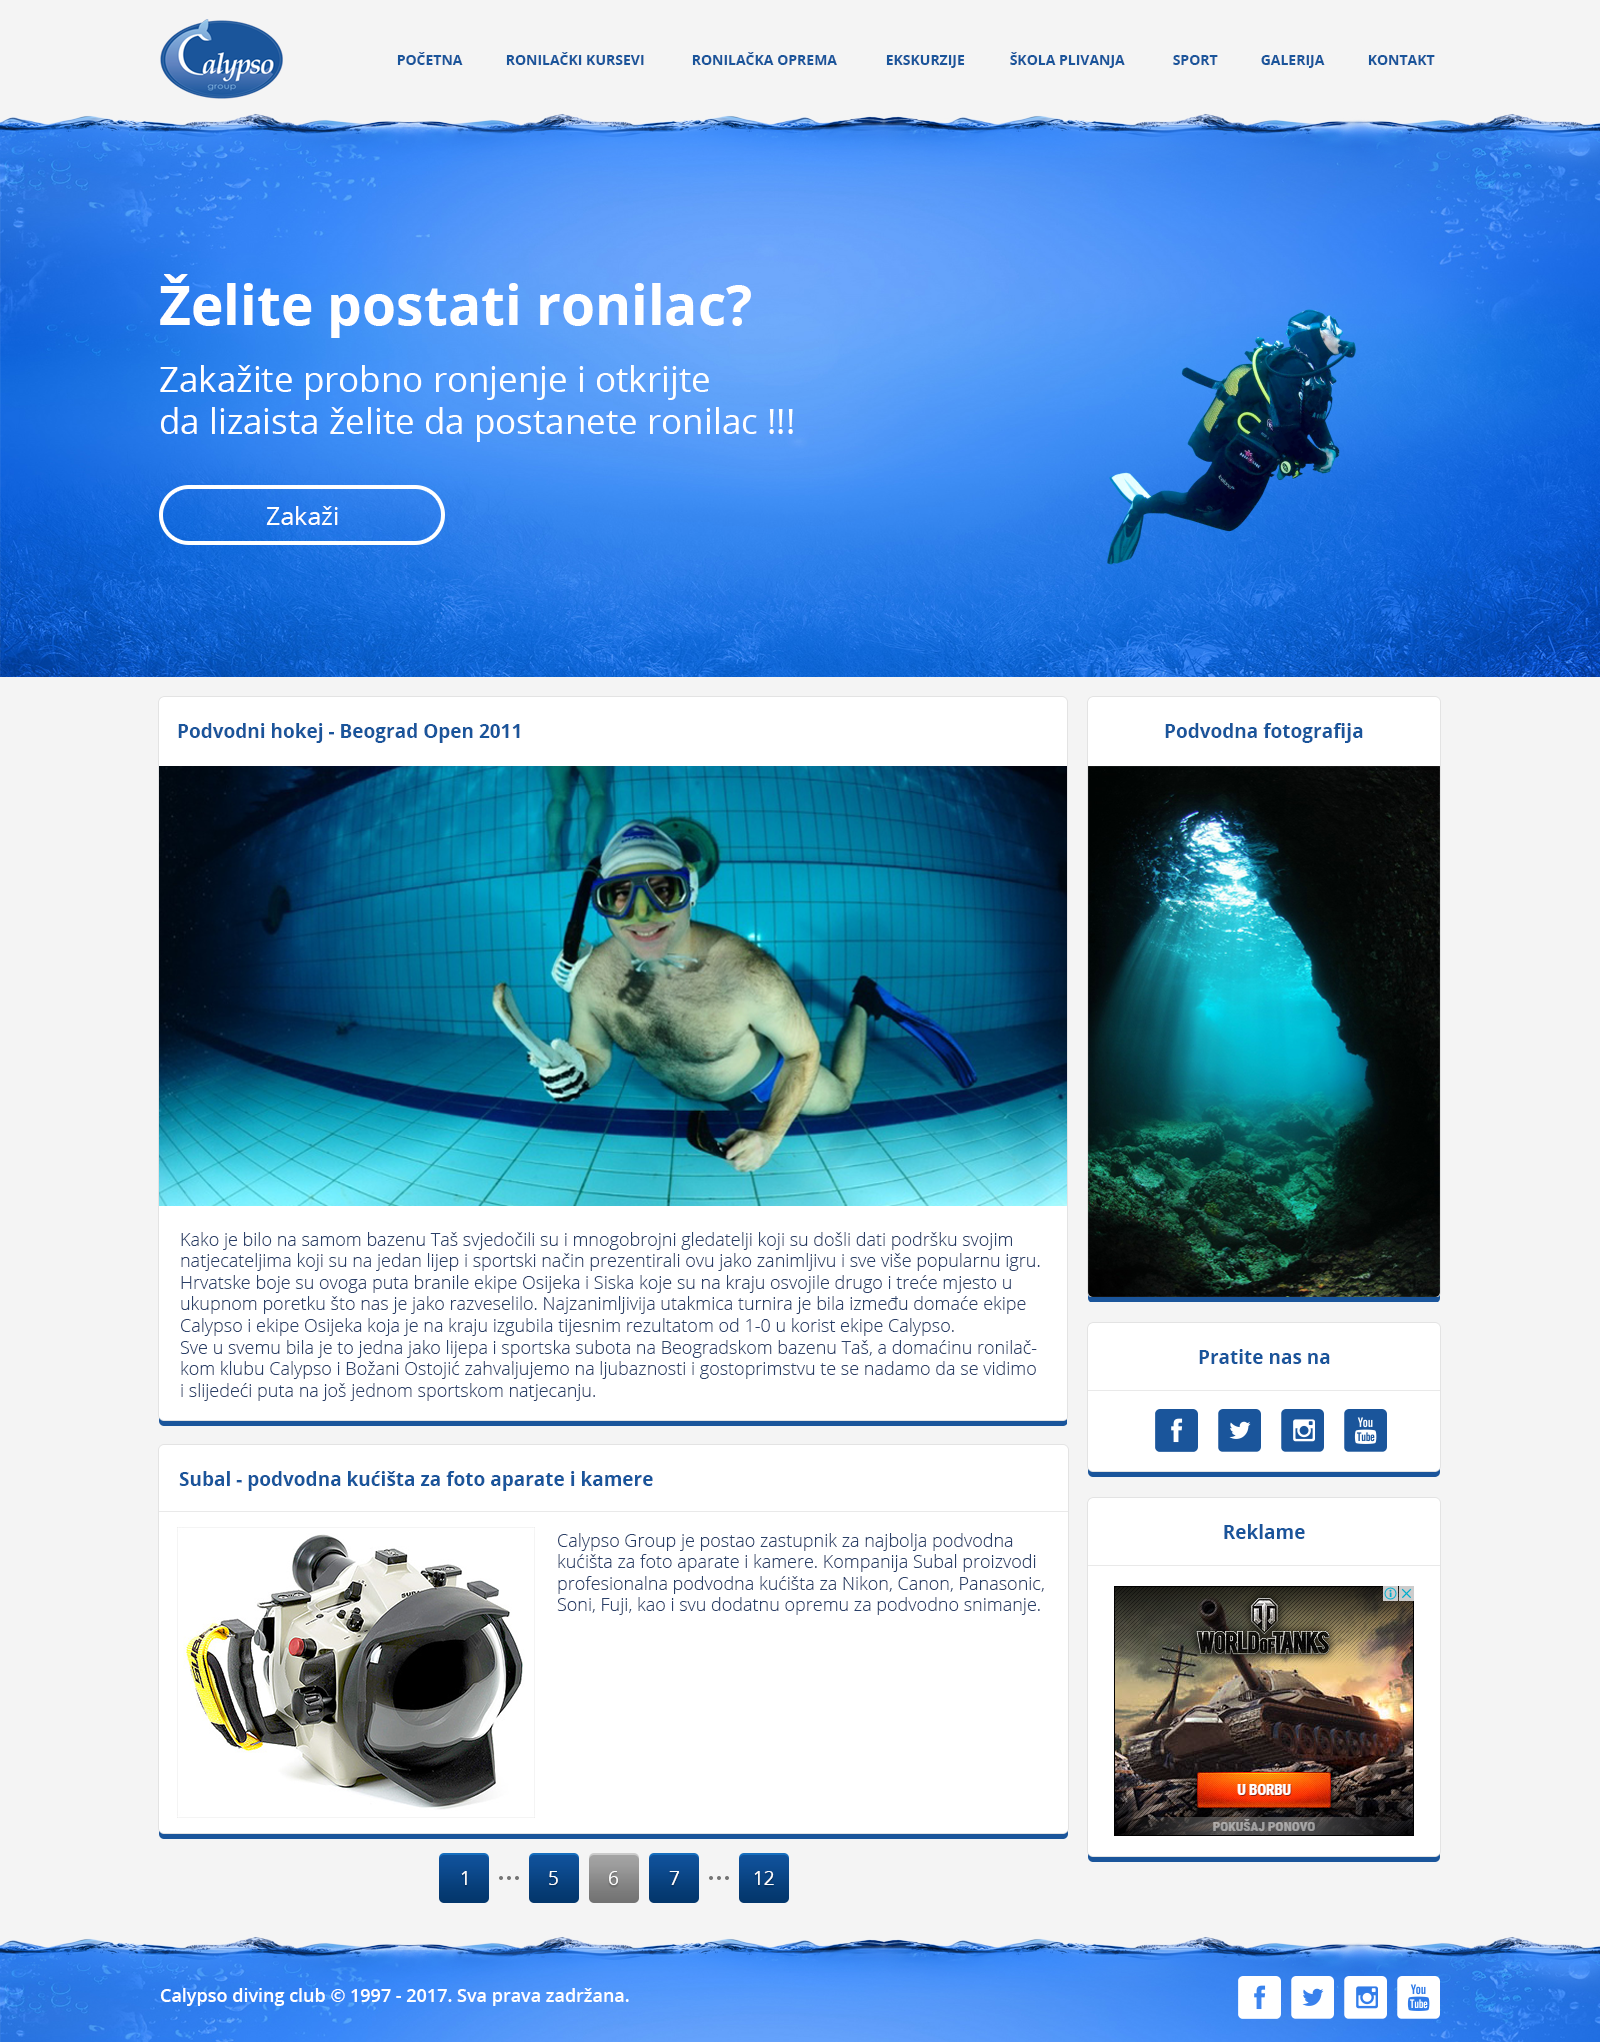 Calypso
group
POČETNA
RONILAČKI KURSEVI
RONILAČKA OPREMA
EKSKURZIJE
ŠKOLA PLIVANJA
SPORT
GALERIJA
KONTAKT
Želite postati ronilac?
Zakažite probno ronjenje i otkrijte
da lizaista želite da postanete ronilac !!!
Zakaži
Podvodni hokej - Beograd Open 2011
Kako je bilo na samom bazenu Taš svjedočili su i mnogobrojni gledatelji koji su došli dati podršku svojim
natjecateljima koji su na jedan lijep i sportski način prezentirali ovu jako zanimljivu i sve više popularnu igru.
Hrvatske boje su ovoga puta branile ekipe Osijeka i Siska koje su na kraju osvojile drugo i treće mjesto u
ukupnom poretku što nas je jako razveselilo. Najzanimljivija utakmica turnira je bila između domaće ekipe
Calypso i ekipe Osijeka koja je na kraju izgubila tijesnim rezultatom od 1-0 u korist ekipe Calypso.
Sve u svemu bila je to jedna jako lijepa i sportska subota na Beogradskom bazenu Taš, a domaćinu ronilač-
kom klubu Calypso i Božani Ostojić zahvaljujemo na ljubaznosti i gostoprimstvu te se nadamo da se vidimo
i slijedeći puta na još jednom sportskom natjecanju.
Subal - podvodna kućišta za foto aparate i kamere
Calypso Group je postao zastupnik za najbolja podvodna
kućišta za foto aparate i kamere. Kompanija Subal proizvodi
profesionalna podvodna kućišta za Nikon, Canon, Panasonic,
Soni, Fuji, kao i svu dodatnu opremu za podvodno snimanje.
1 ... 5 6 7 ... 12
Podvodna fotografija
Pratite nas na
You
Tube
Reklame
WORLD OF TANKS
U BORBU
POKUŠAJ PONOVO
Calypso diving club © 1997 - 2017. Sva prava zadržana.
You
Tube